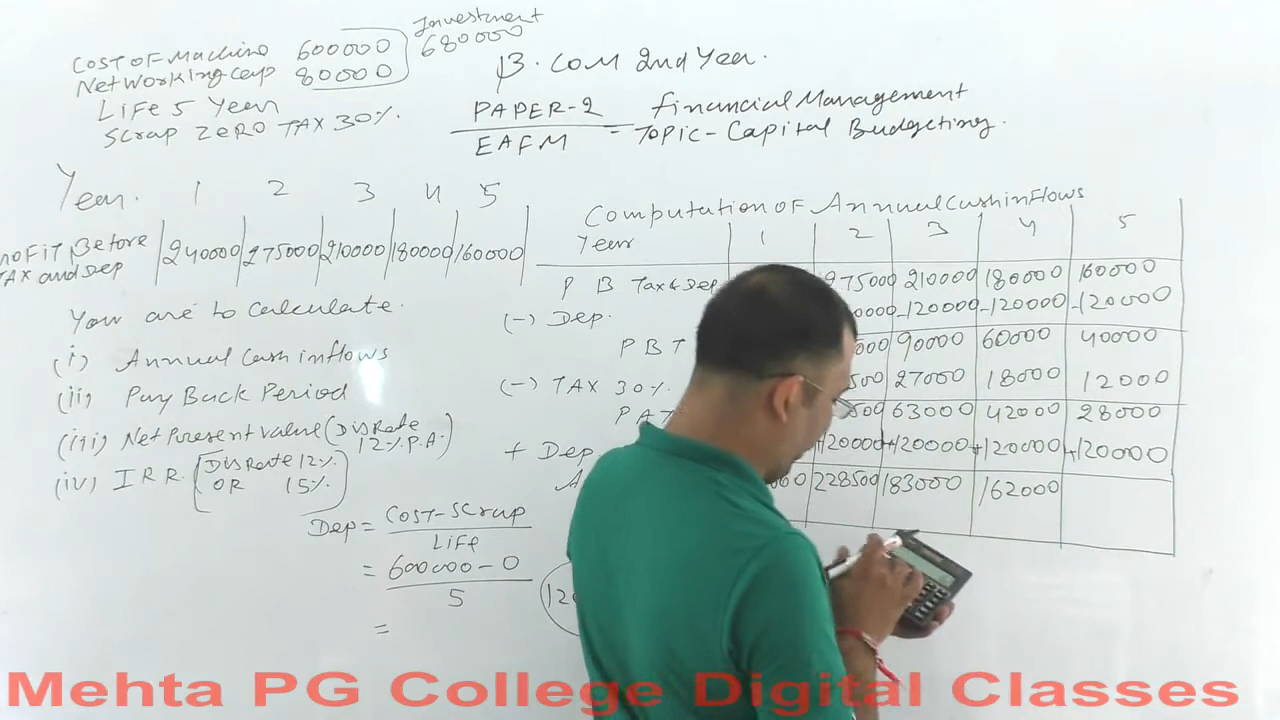 Investment
COST OF Machine 600000
680000
Net Working Cap 80000
LiFe 5 Year
Scrap ZERO TAX 30%.
B.COM 2nd Year.
PAPER-2 Financial Management
EAFM = Topic-Capital Budgeting.
Year. 1 2 3 4 5
Profit Before 240000 275000 210000 180000 160000
TAX and Dep
You are to Calculate.
(i) Annual Cash inflows
(ii) Pay Back Period
(iii) Net Present Value (Dis Rate
12% P.A.)
(iv) I R R. (Dis Rate 12%.
OR 15%)
Dep = COST-Scrap
Life
= 600000 - 0
5
=
Computation OF Annual Cash inflows
Year 1 2 3 4 5
P B Tax & Dep 275000 210000 180000 160000
(-) Dep. 0000 -120000 -120000 -120000
P B T 000 90000 60000 40000
(-) TAX 30%. 500 27000 18000 12000
PAT 500 63000 42000 28000
+ Dep +120000 +120000 +120000 +120000
A 000 228500 183000 162000
Mehta PG College Digital Classes